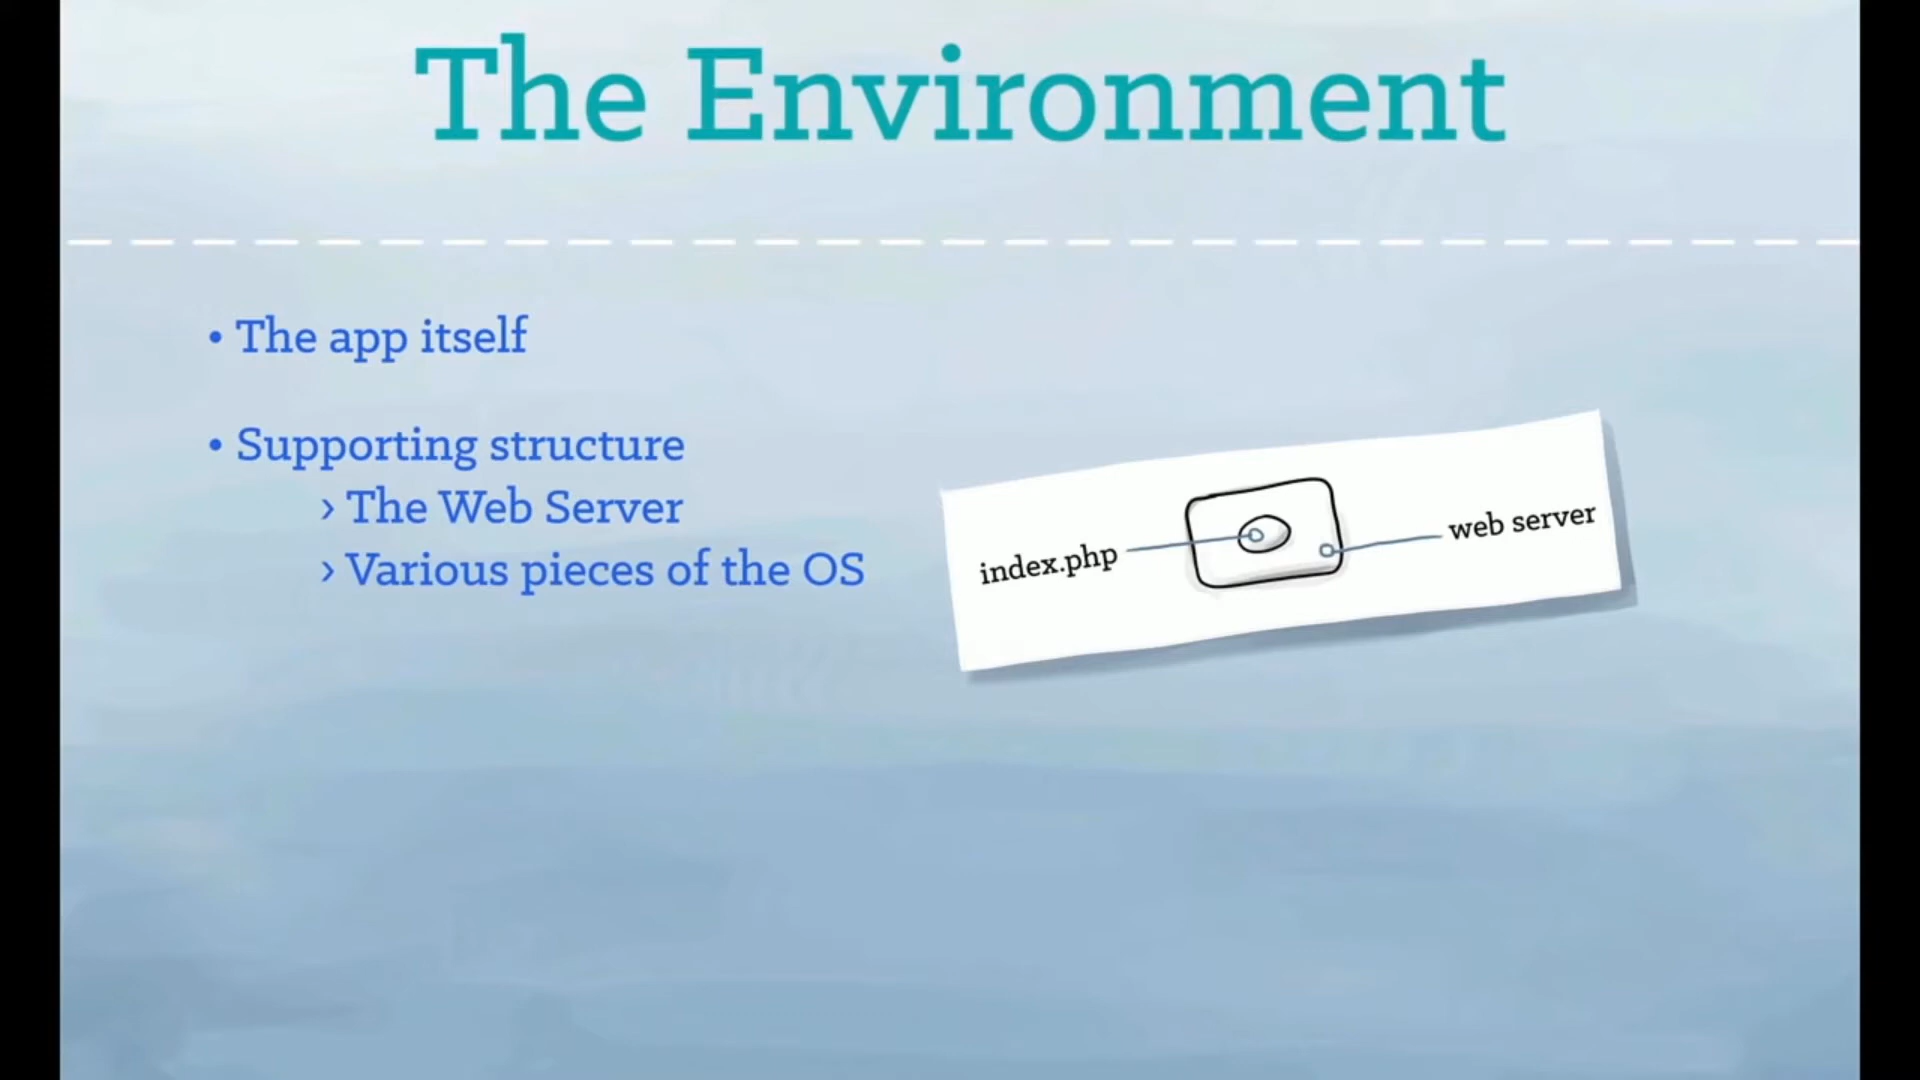 The Environment
• The app itself
• Supporting structure
› The Web Server
› Various pieces of the OS
index.php
web server